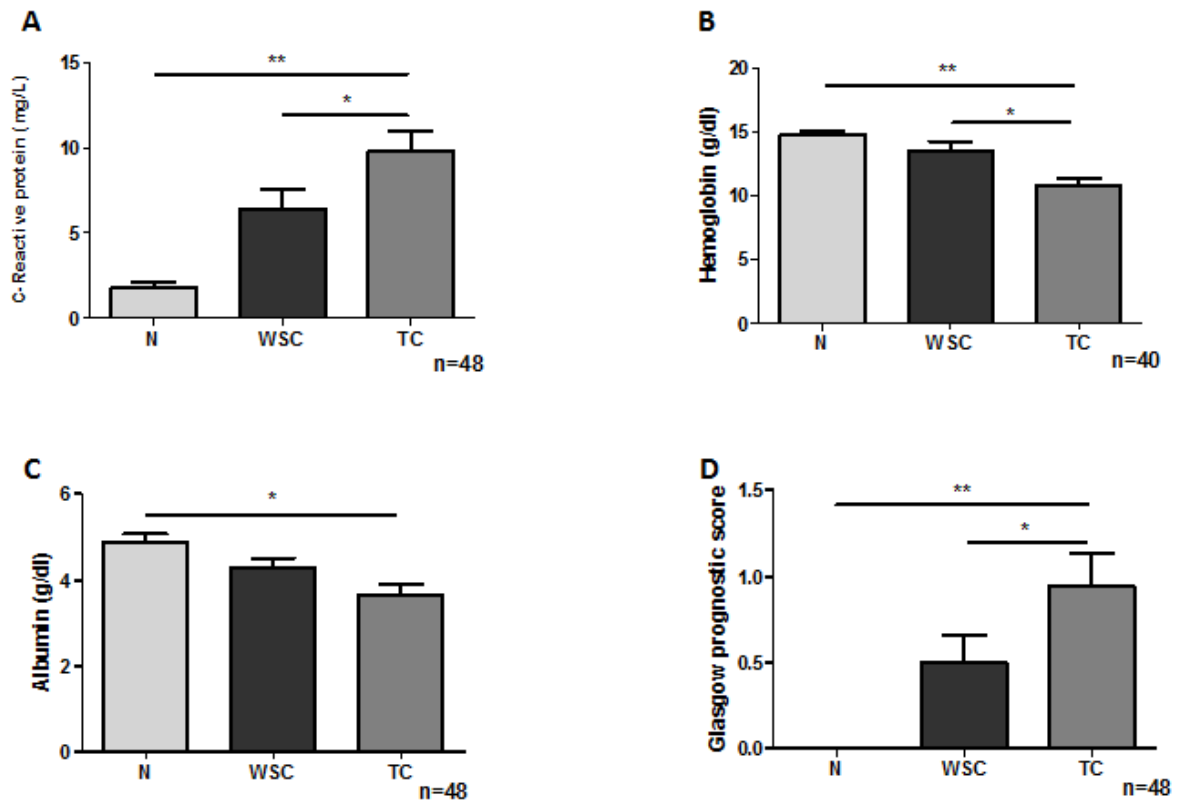 A
C-Reactive protein (mg/L)
15
10
5
0
**
*
N WSC TC
n=48
B
Hemoglobin (g/dl)
20
15
10
5
0
**
*
N WSC TC
n=40
C
Albumin (g/dl)
6
4
2
0
*
N WSC TC
n=48
D
Glasgow prognostic score
1.5
1.0
0.5
0.0
**
*
N WSC TC
n=48